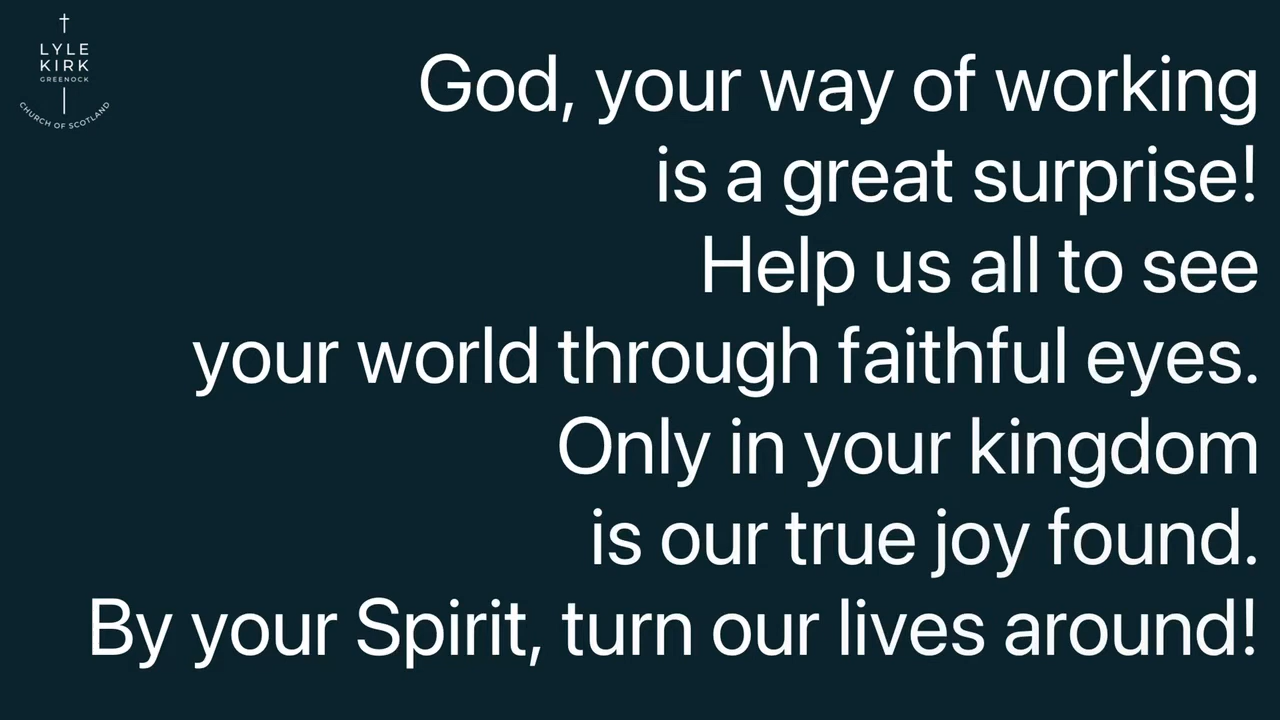 LYLE
KIRK
GREENOCK
CHURCH OF SCOTLAND
God, your way of working
is a great surprise!
Help us all to see
your world through faithful eyes.
Only in your kingdom
is our true joy found.
By your Spirit, turn our lives around!